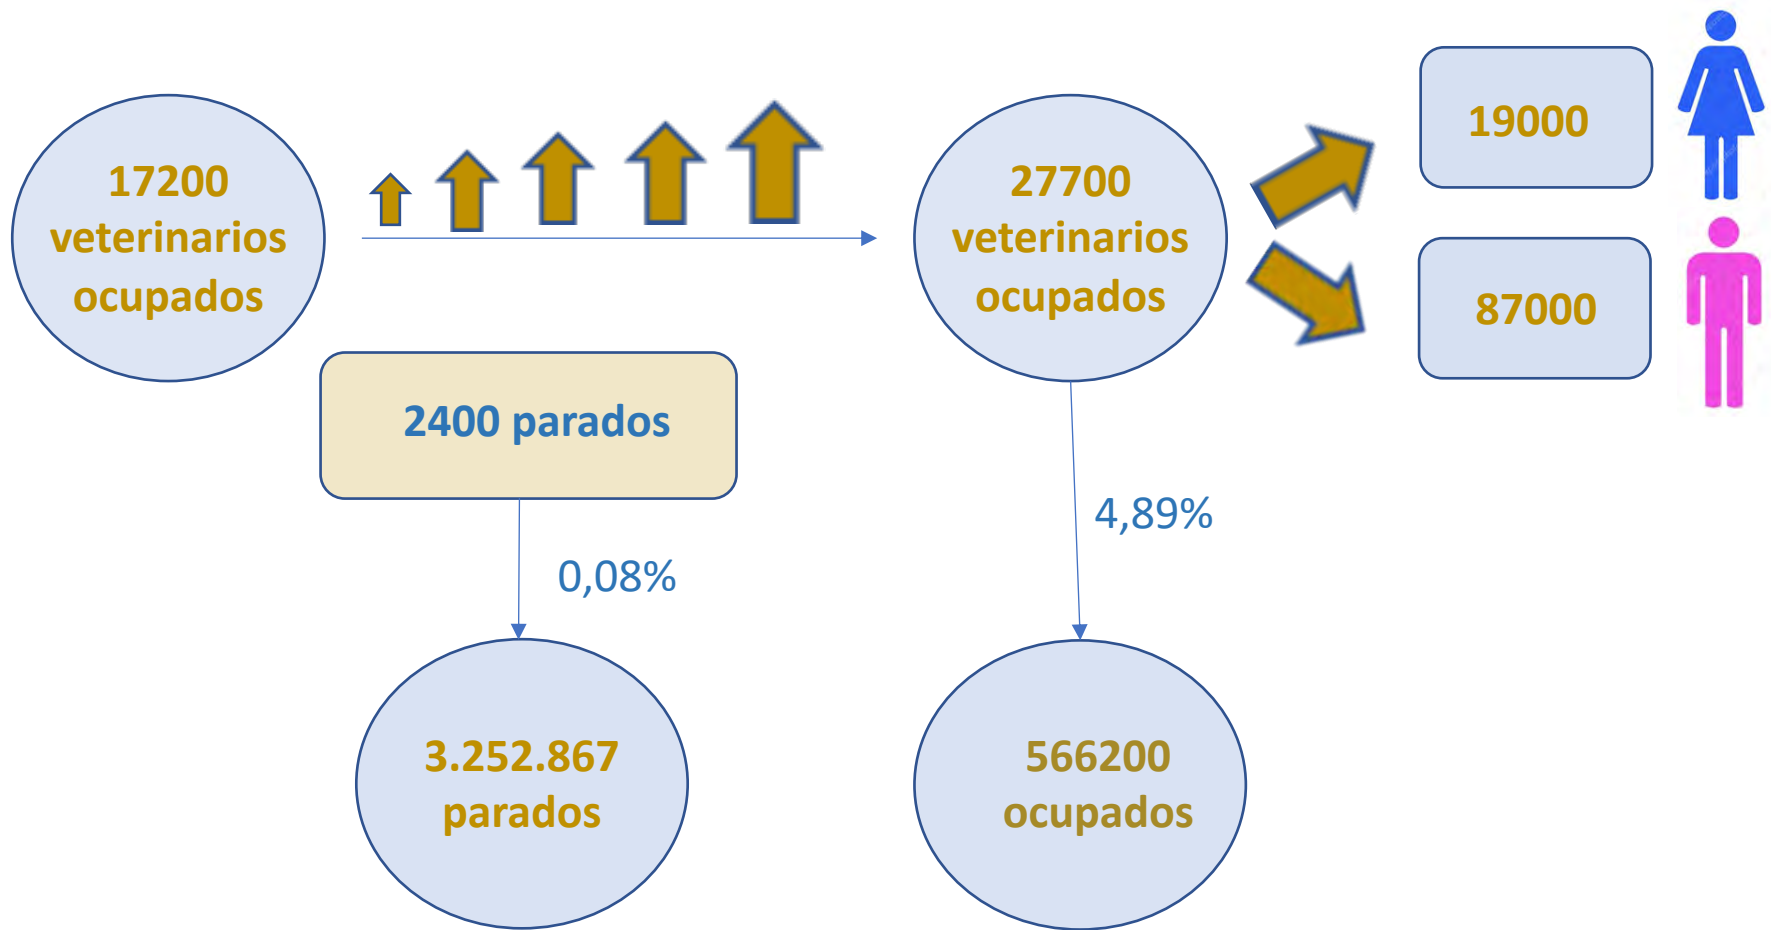 17200
veterinarios
ocupados
27700
veterinarios
ocupados
19000
87000
2400 parados
4,89%
0,08%
3.252.867
parados
566200
ocupados